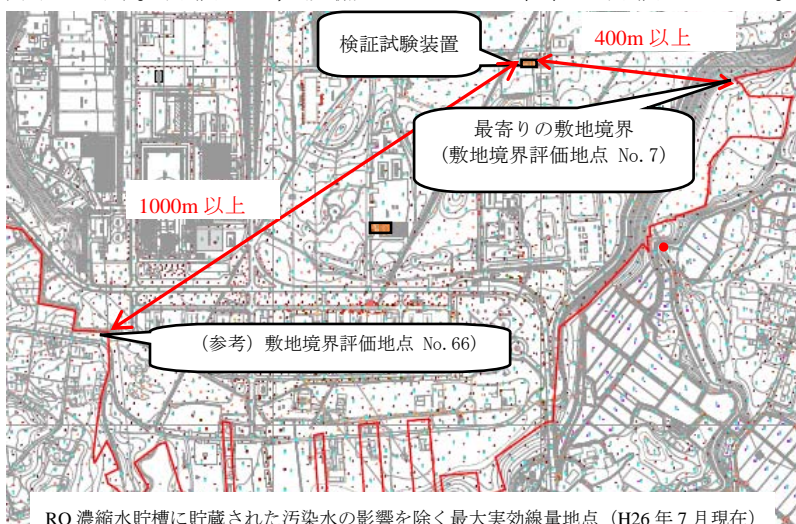 検証試験装置
400m 以上
最寄りの敷地境界
(敷地境界評価地点 No.7)
1000m 以上
(参考) 敷地境界評価地点 No.66)
RO 濃縮水貯槽に貯蔵された汚染水の影響を除く最大実効線量地点（H26 年 7 月現在）